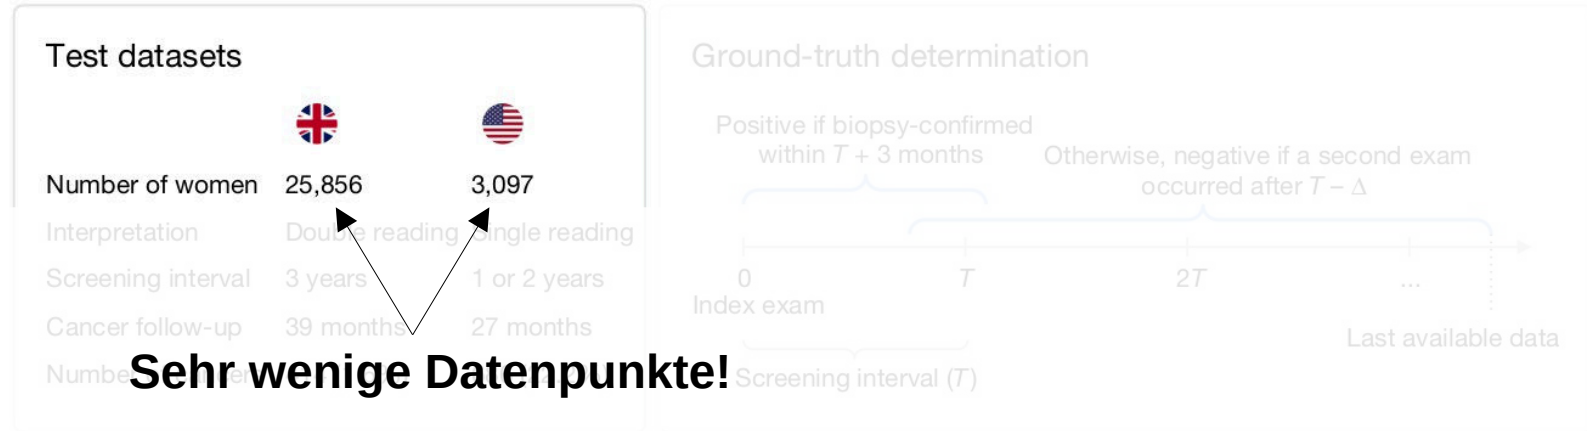 Test datasets
Number of women 25,856 3,097
Interpretation Double reading Single reading
Screening interval 3 years 1 or 2 years
Cancer follow-up 39 months 27 months
Sehr wenige Datenpunkte!
Ground-truth determination
Positive if biopsy-confirmed
within T + 3 months
Otherwise, negative if a second exam
occurred after T – Δ
0 T 2T ...
Index exam
Last available data
Screening interval (T)